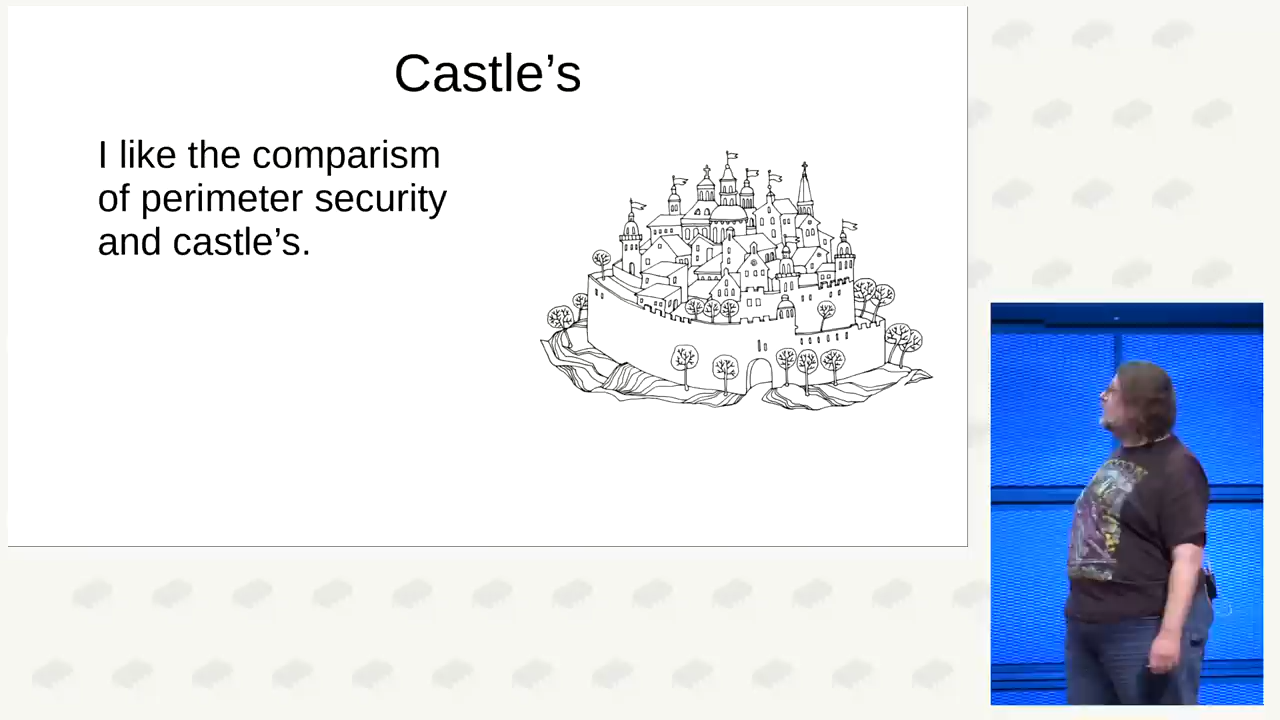 Castle’s
I like the comparism
of perimeter security
and castle’s.